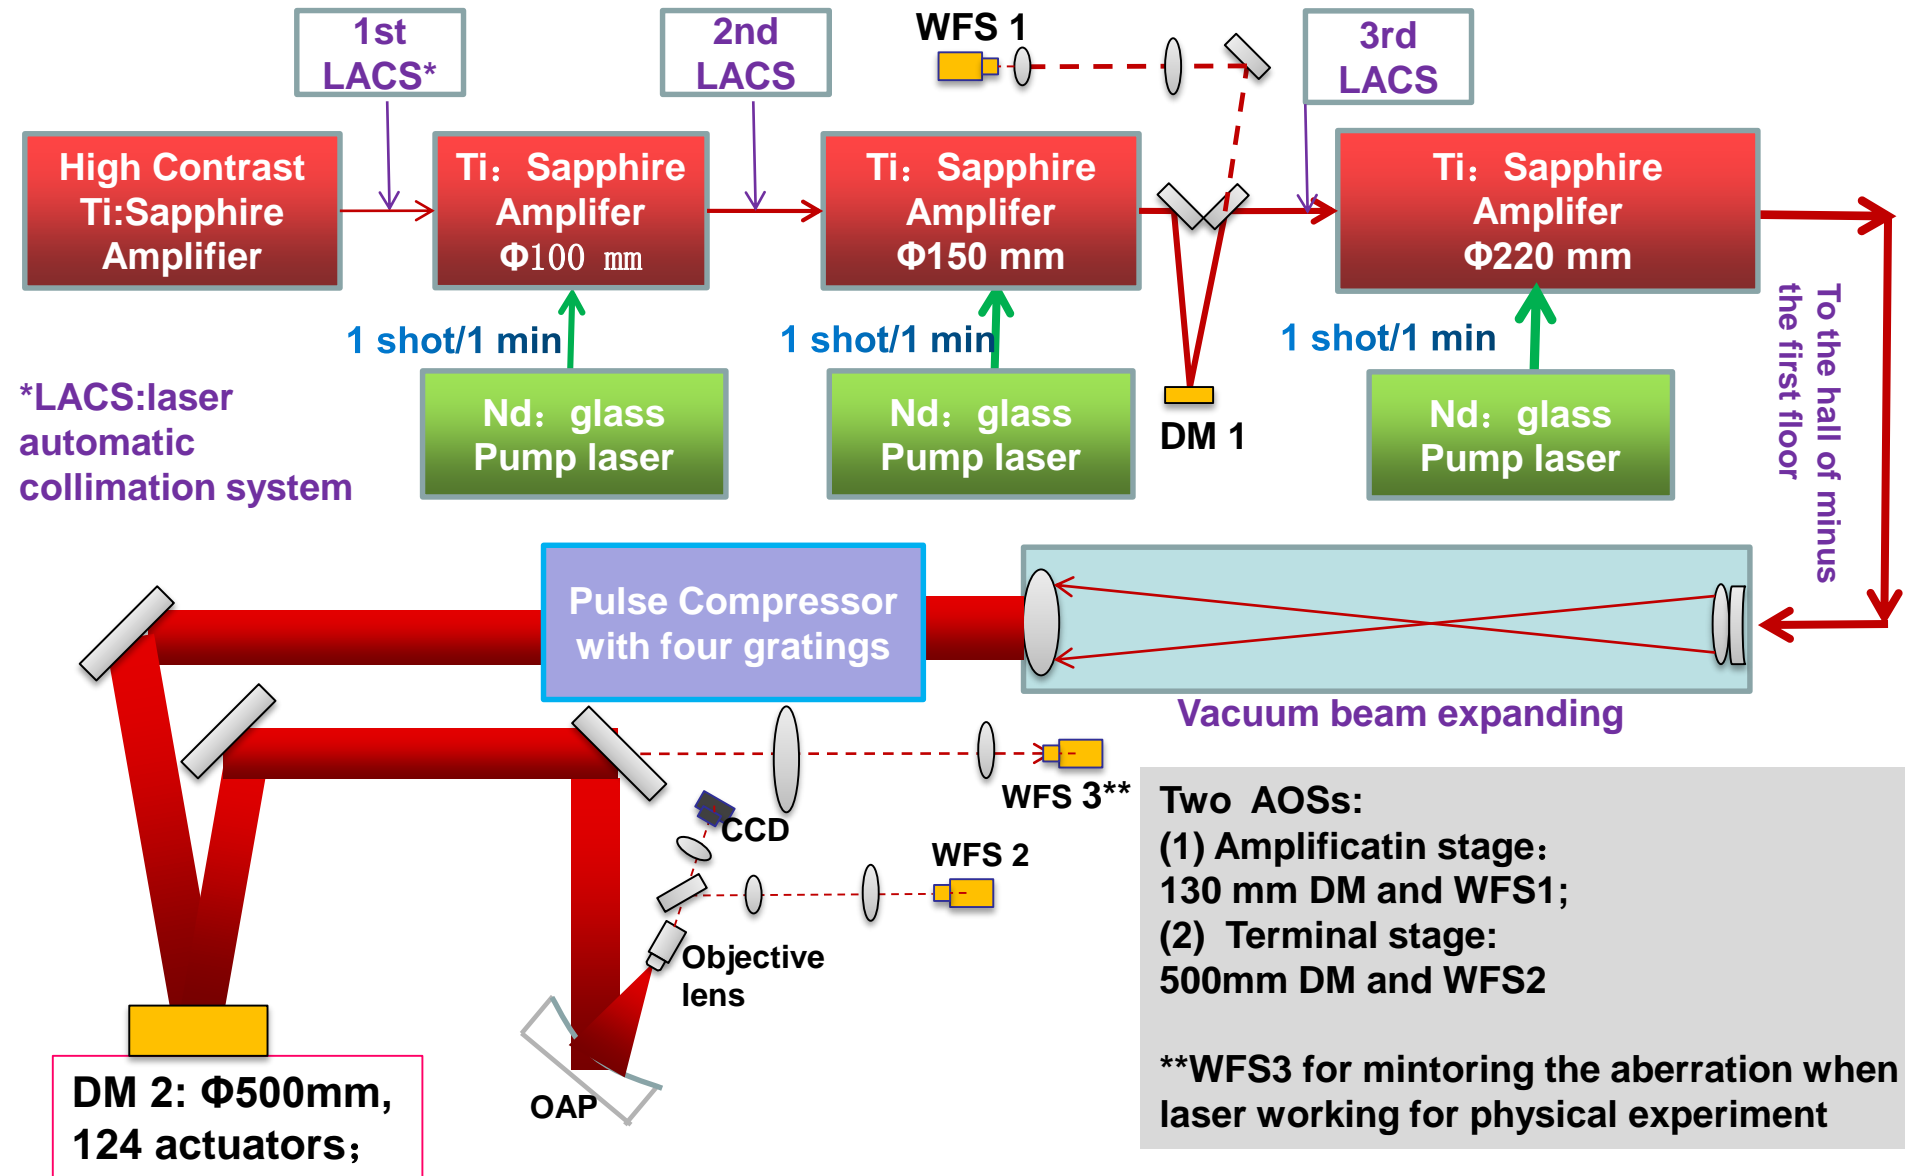 1st
LACS*
2nd
LACS
WFS 1
3rd
LACS
High Contrast
Ti:Sapphire
Amplifier
Ti：Sapphire
Amplifer
Φ100 mm
Ti：Sapphire
Amplifer
Φ150 mm
Ti：Sapphire
Amplifer
Φ220 mm
1 shot/1 min
1 shot/1 min
1 shot/1 min
To the hall of minus
the first floor
*LACS:laser
automatic
collimation system
Nd：glass
Pump laser
Nd：glass
Pump laser
DM 1
Nd：glass
Pump laser
Pulse Compressor
with four gratings
Vacuum beam expanding
WFS 3**
CCD
WFS 2
Objective
lens
OAP
DM 2: Φ500mm,
124 actuators；
Two AOSs:
(1) Amplificatin stage：
130 mm DM and WFS1;
(2) Terminal stage:
500mm DM and WFS2
**WFS3 for mintoring the aberration when
laser working for physical experiment